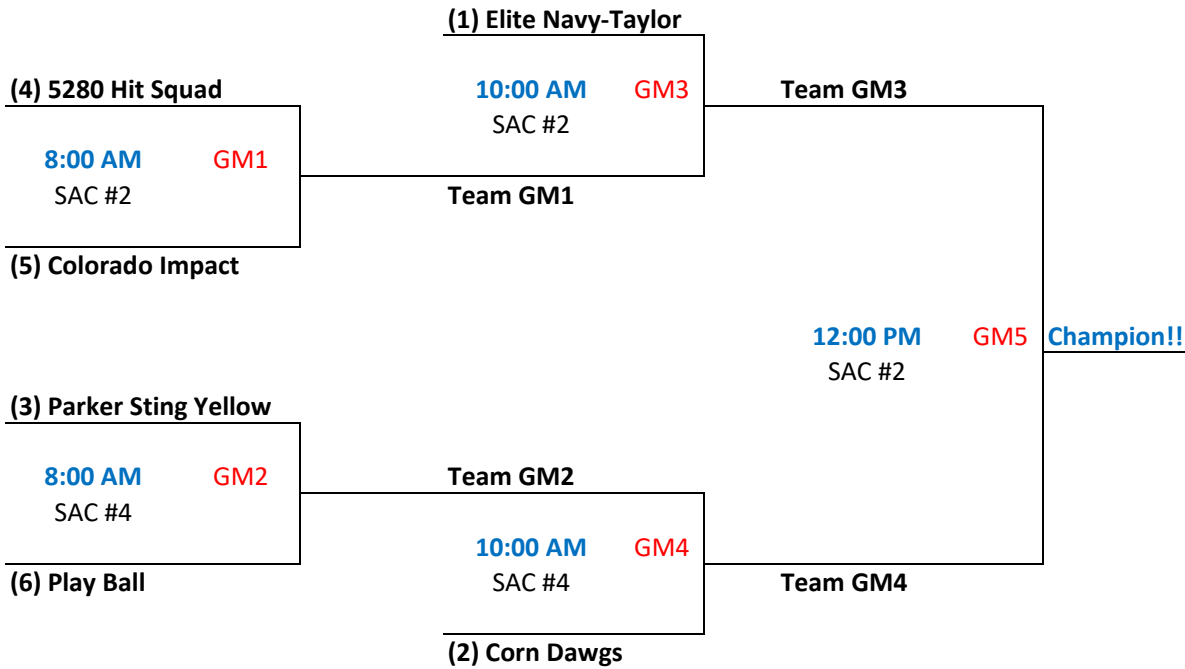 (1) Elite Navy-Taylor
(4) 5280 Hit Squad
10:00 AM GM3
Team GM3
SAC #2
8:00 AM GM1
SAC #2
Team GM1
(5) Colorado Impact
12:00 PM GM5
Champion!!
SAC #2
(3) Parker Sting Yellow
8:00 AM GM2
Team GM2
SAC #4
10:00 AM GM4
(6) Play Ball
SAC #4
Team GM4
(2) Corn Dawgs